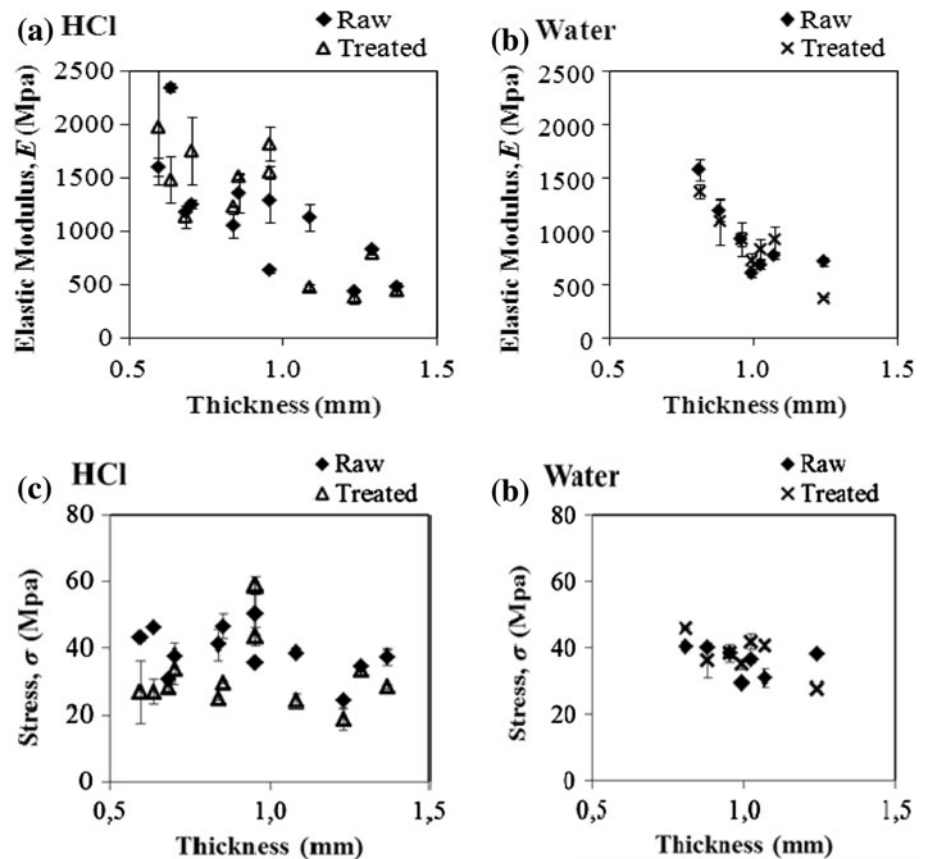 (a) HCl
◆ Raw
△ Treated
Elastic Modulus, E (Mpa)
2500
2000
1500
1000
500
0
0.5 1.0 1.5
Thickness (mm)
(b) Water
◆ Raw
× Treated
Elastic Modulus, E (Mpa)
2500
2000
1500
1000
500
0
0.5 1.0 1.5
Thickness (mm)
(c) HCl
◆ Raw
△ Treated
Stress, σ (Mpa)
80
60
40
20
0
0,5 1,0 1,5
Thickness (mm)
(b) Water
◆ Raw
× Treated
Stress, σ (Mpa)
80
60
40
20
0
0,5 1,0 1,5
Thickness (mm)